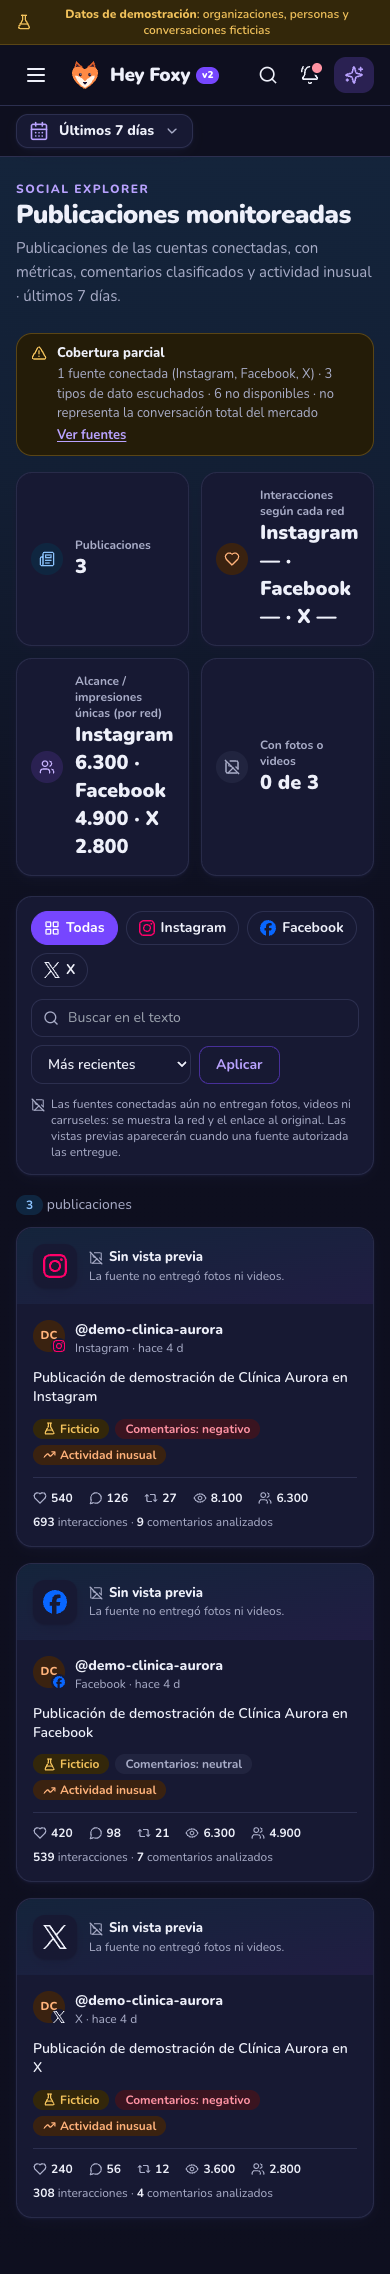 Datos de demostración: organizaciones, personas y
conversaciones ficticias
Hey Foxy v2
Últimos 7 días
SOCIAL EXPLORER
Publicaciones monitoreadas
Publicaciones de las cuentas conectadas, con
métricas, comentarios clasificados y actividad inusual
· últimos 7 días.
Cobertura parcial
1 fuente conectada (Instagram, Facebook, X) · 3
tipos de dato escuchados · 6 no disponibles · no
representa la conversación total del mercado
Ver fuentes
Publicaciones
3
Interacciones
según cada red
Instagram
— ·
Facebook
— · X —
Alcance /
impresiones
únicas (por red)
Instagram
6.300 ·
Facebook
4.900 · X
2.800
Con fotos o
videos
0 de 3
Todas Instagram Facebook
X
Buscar en el texto
Más recientes Aplicar
Las fuentes conectadas aún no entregan fotos, videos ni
carruseles: se muestra la red y el enlace al original. Las
vistas previas aparecerán cuando una fuente autorizada
las entregue.
3 publicaciones
Sin vista previa
La fuente no entregó fotos ni videos.
DC @demo-clinica-aurora
Instagram · hace 4 d
Publicación de demostración de Clínica Aurora en
Instagram
Ficticio Comentarios: negativo
Actividad inusual
540 126 27 8.100 6.300
693 interacciones · 9 comentarios analizados
Sin vista previa
La fuente no entregó fotos ni videos.
DC @demo-clinica-aurora
Facebook · hace 4 d
Publicación de demostración de Clínica Aurora en
Facebook
Ficticio Comentarios: neutral
Actividad inusual
420 98 21 6.300 4.900
539 interacciones · 7 comentarios analizados
Sin vista previa
La fuente no entregó fotos ni videos.
DC @demo-clinica-aurora
X · hace 4 d
Publicación de demostración de Clínica Aurora en
X
Ficticio Comentarios: negativo
Actividad inusual
240 56 12 3.600 2.800
308 interacciones · 4 comentarios analizados